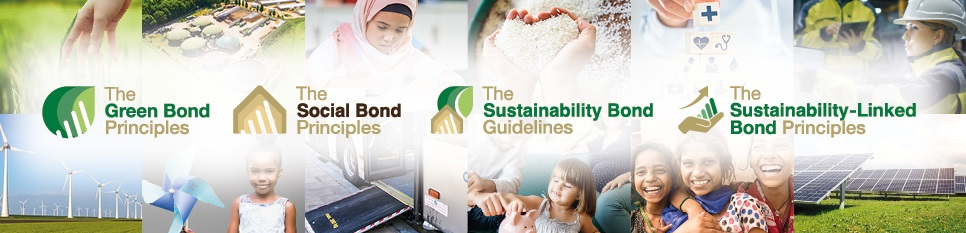 The
Green Bond
Principles
The
Social Bond
Principles
The
Sustainability Bond
Guidelines
The
Sustainability-Linked
Bond Principles